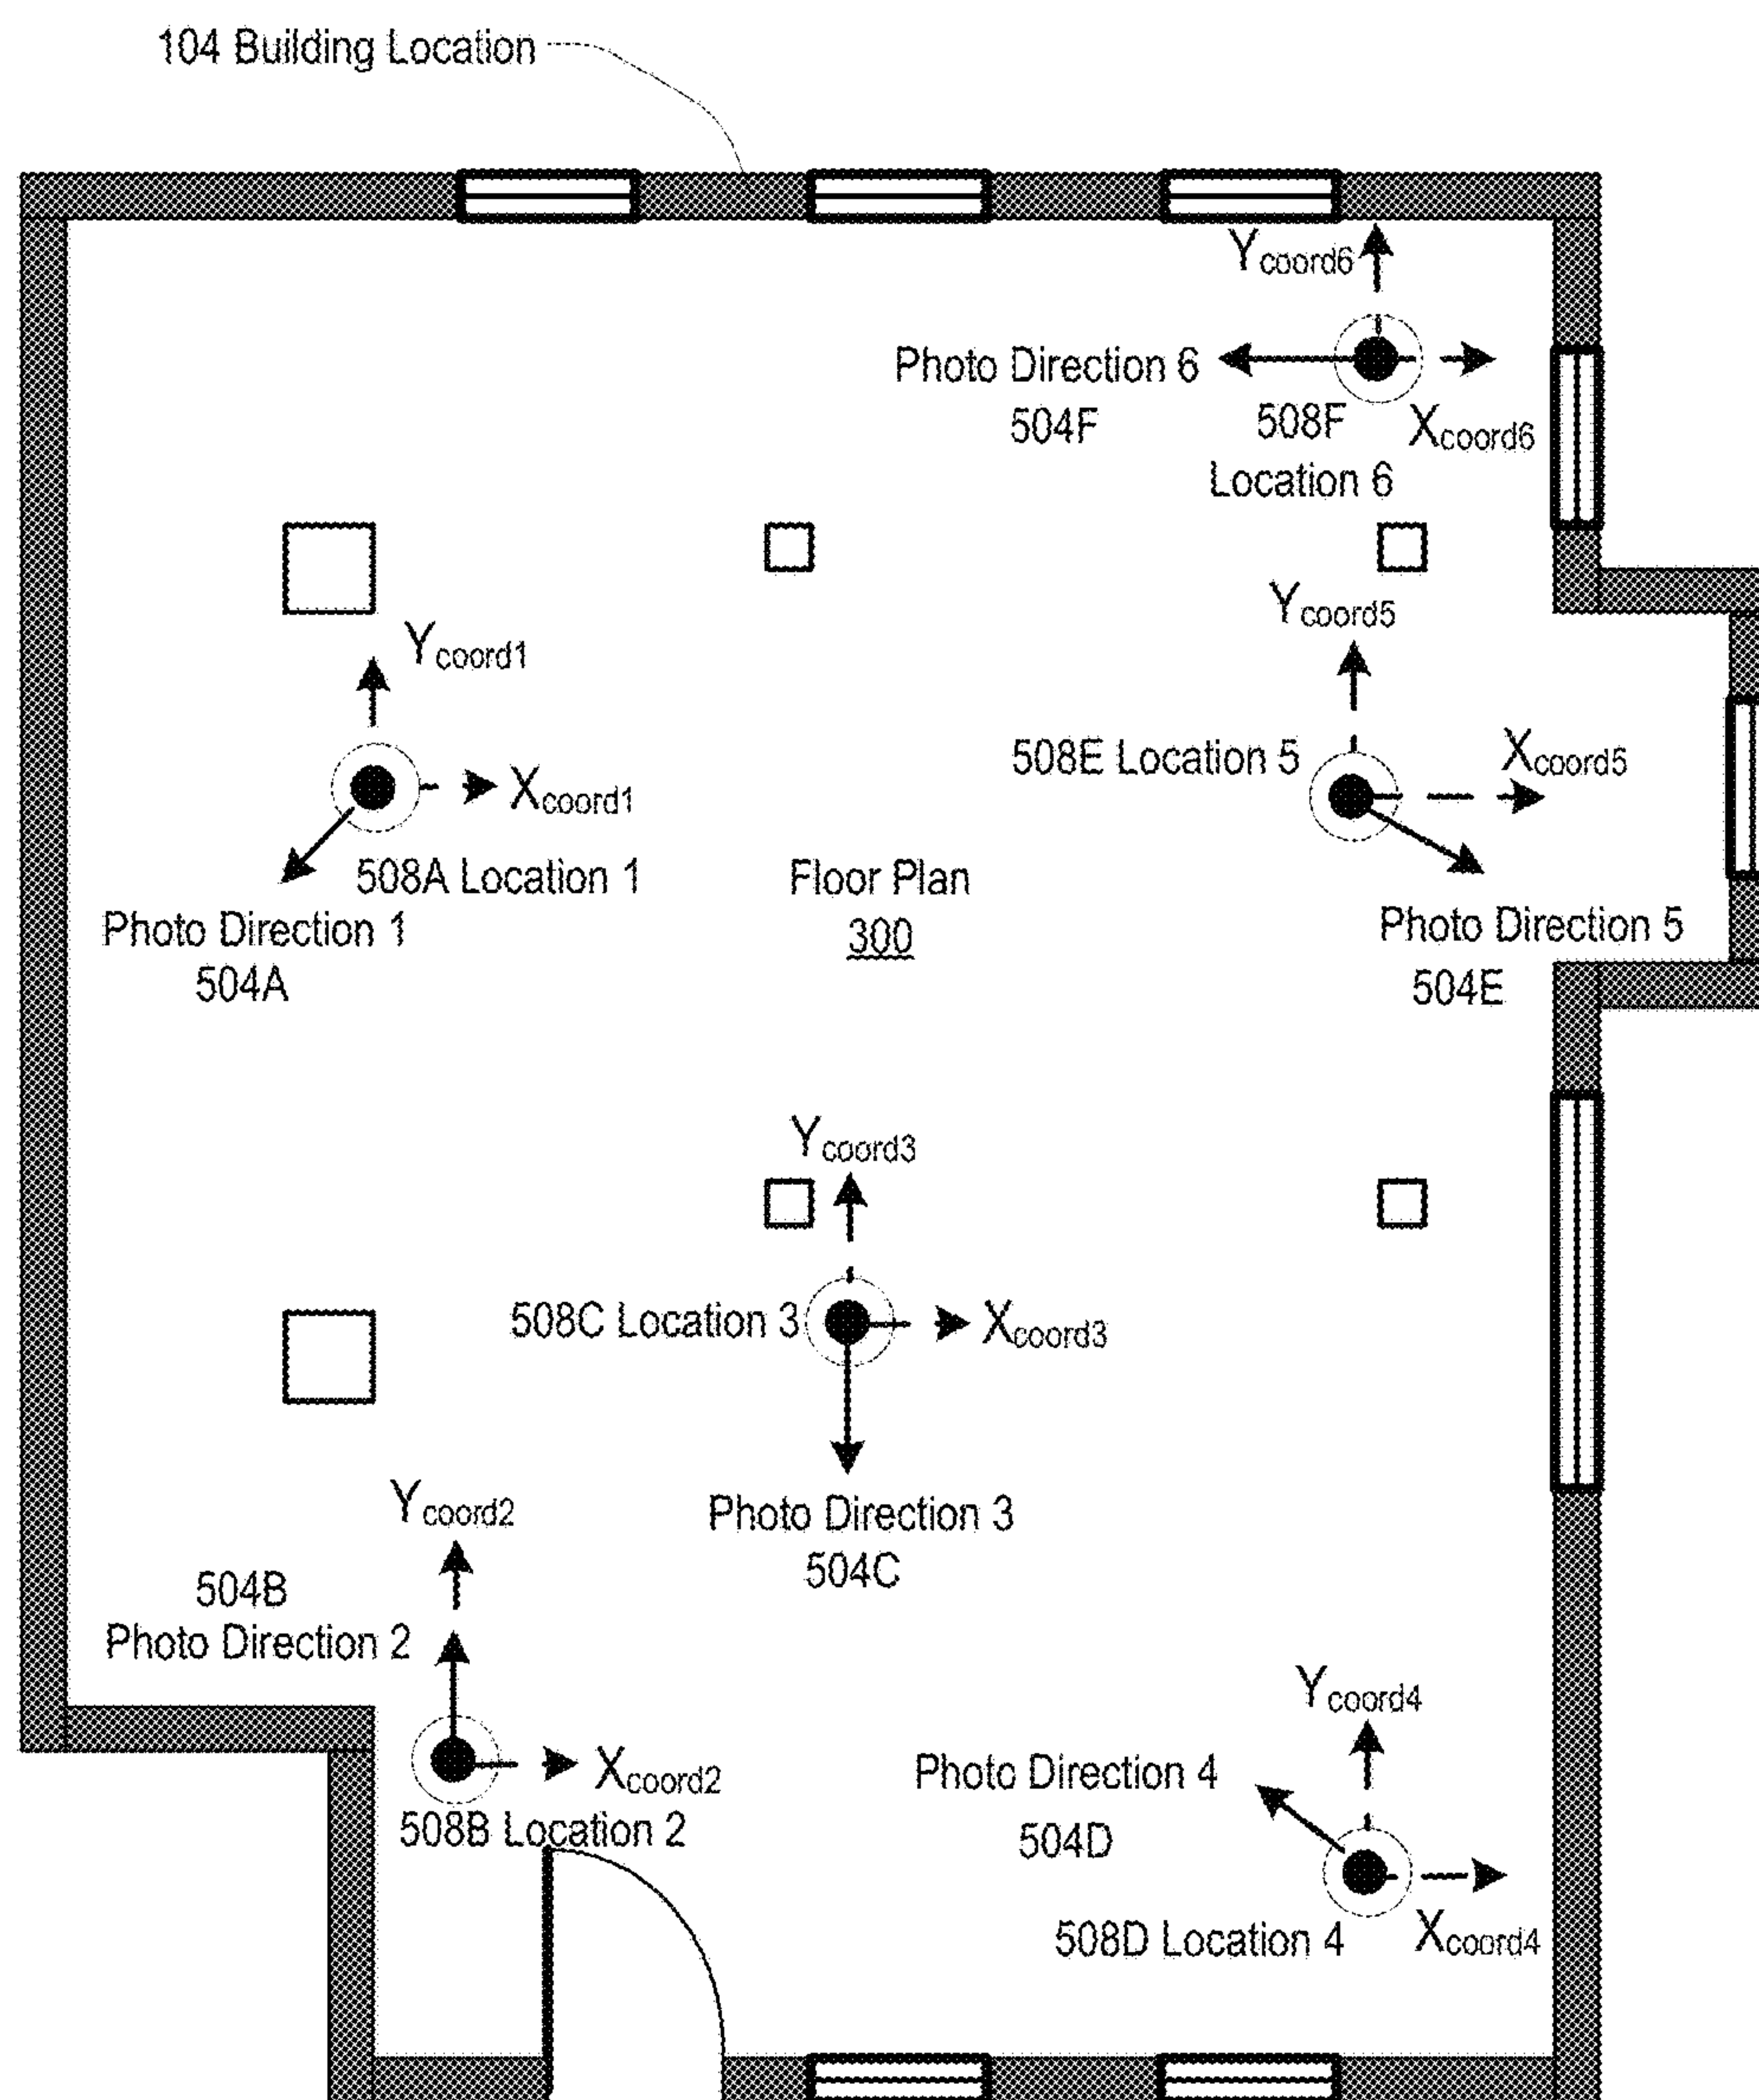 104 Building Location
Ycoord6
Photo Direction 6
504F
508F
Xcoord6
Location 6
Ycoord5
Ycoord1
508E Location 5
Xcoord5
Xcoord1
508A Location 1
Floor Plan
300
Photo Direction 1
504A
Photo Direction 5
504E
Ycoord3
508C Location 3
Xcoord3
Ycoord2
Photo Direction 3
504C
504B
Photo Direction 2
Ycoord4
Xcoord2
Photo Direction 4
508B Location 2
504D
508D Location 4
Xcoord4